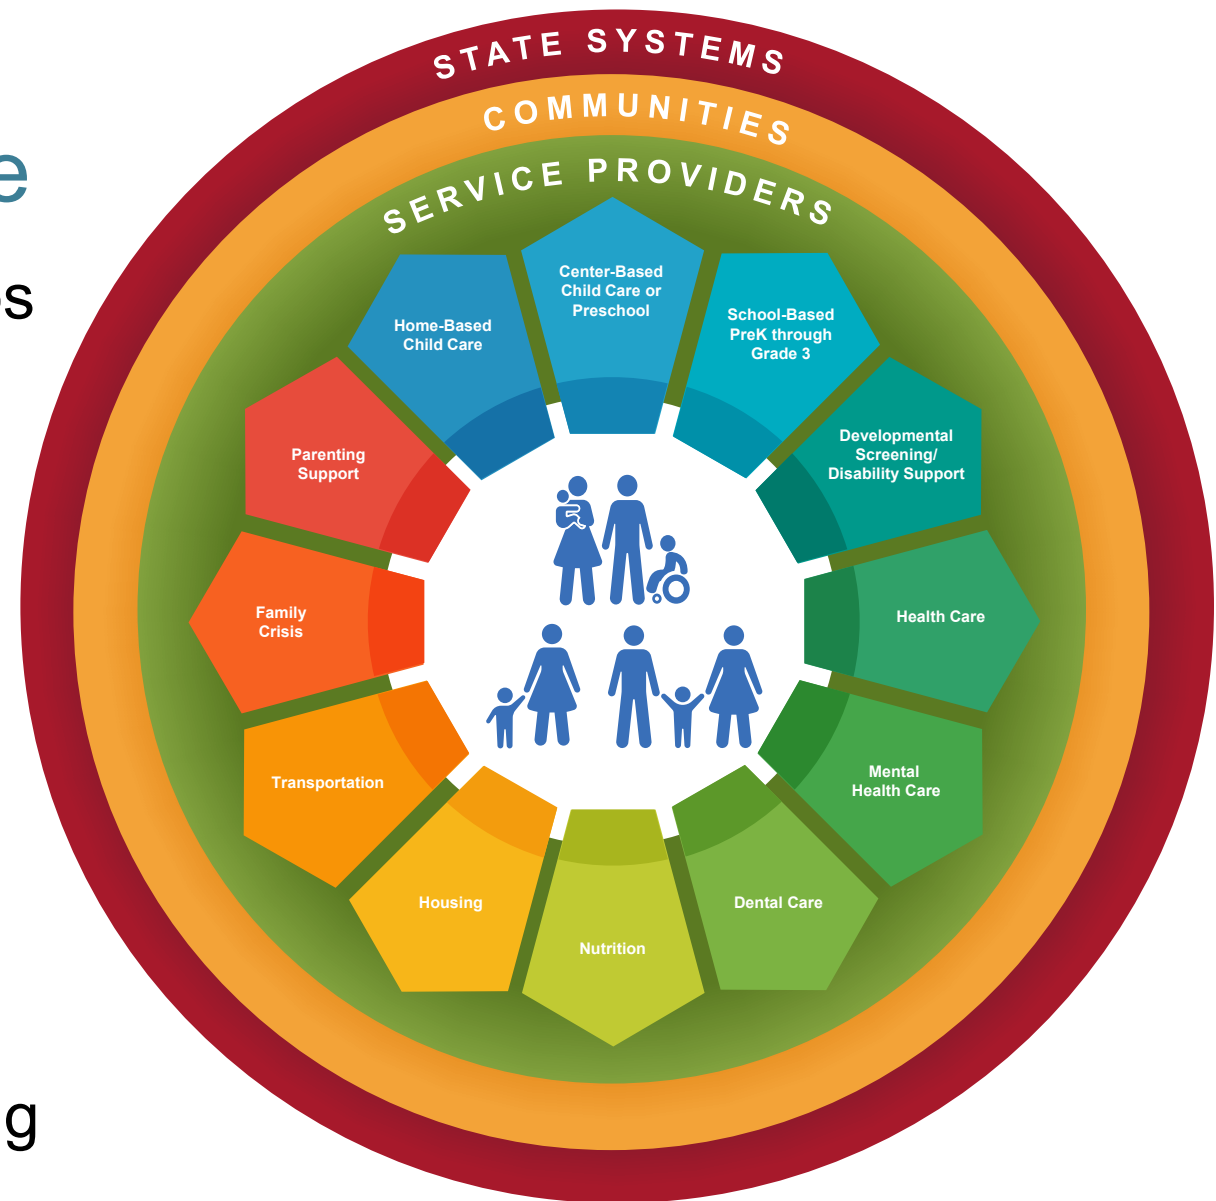 STATE SYSTEMS
COMMUNITIES
SERVICE PROVIDERS
e
s
g
Center-Based
Child Care or
Preschool
School-Based
PreK through
Grade 3
Developmental
Screening/
Disability Support
Health Care
Mental
Health Care
Dental Care
Nutrition
Housing
Transportation
Family
Crisis
Parenting
Support
Home-Based
Child Care